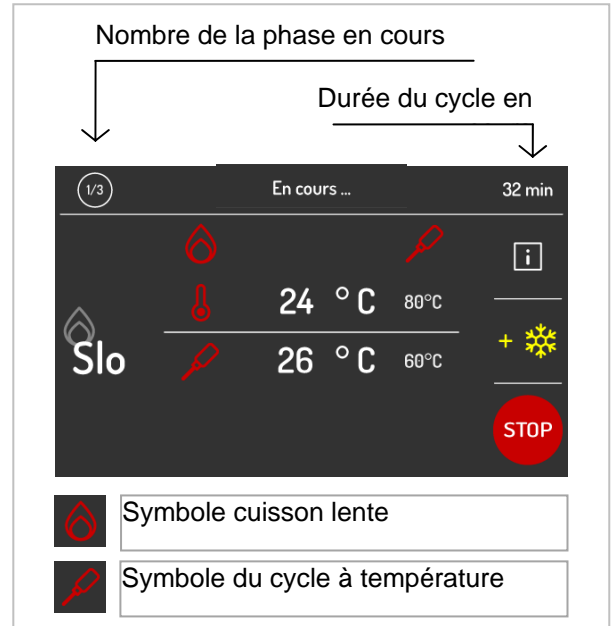 Nombre de la phase en cours
Durée du cycle en
1/3 En cours ... 32 min
i
24 °C 80°C
Slo
26 °C 60°C
+
STOP
Symbole cuisson lente
Symbole du cycle à température